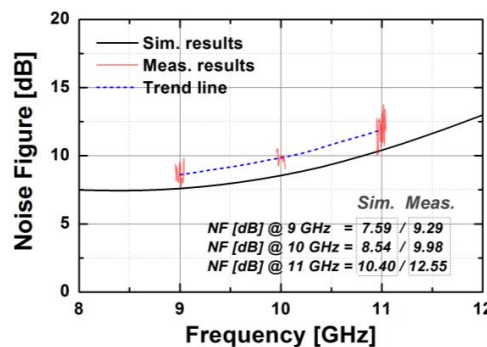 Noise Figure [dB]
20
15
10
5
0
Sim. results
Meas. results
Trend line
Sim. Meas.
NF [dB] @ 9 GHz = 7.59 / 9.29
NF [dB] @ 10 GHz = 8.54 / 9.98
NF [dB] @ 11 GHz = 10.40 / 12.55
8 9 10 11 12
Frequency [GHz]